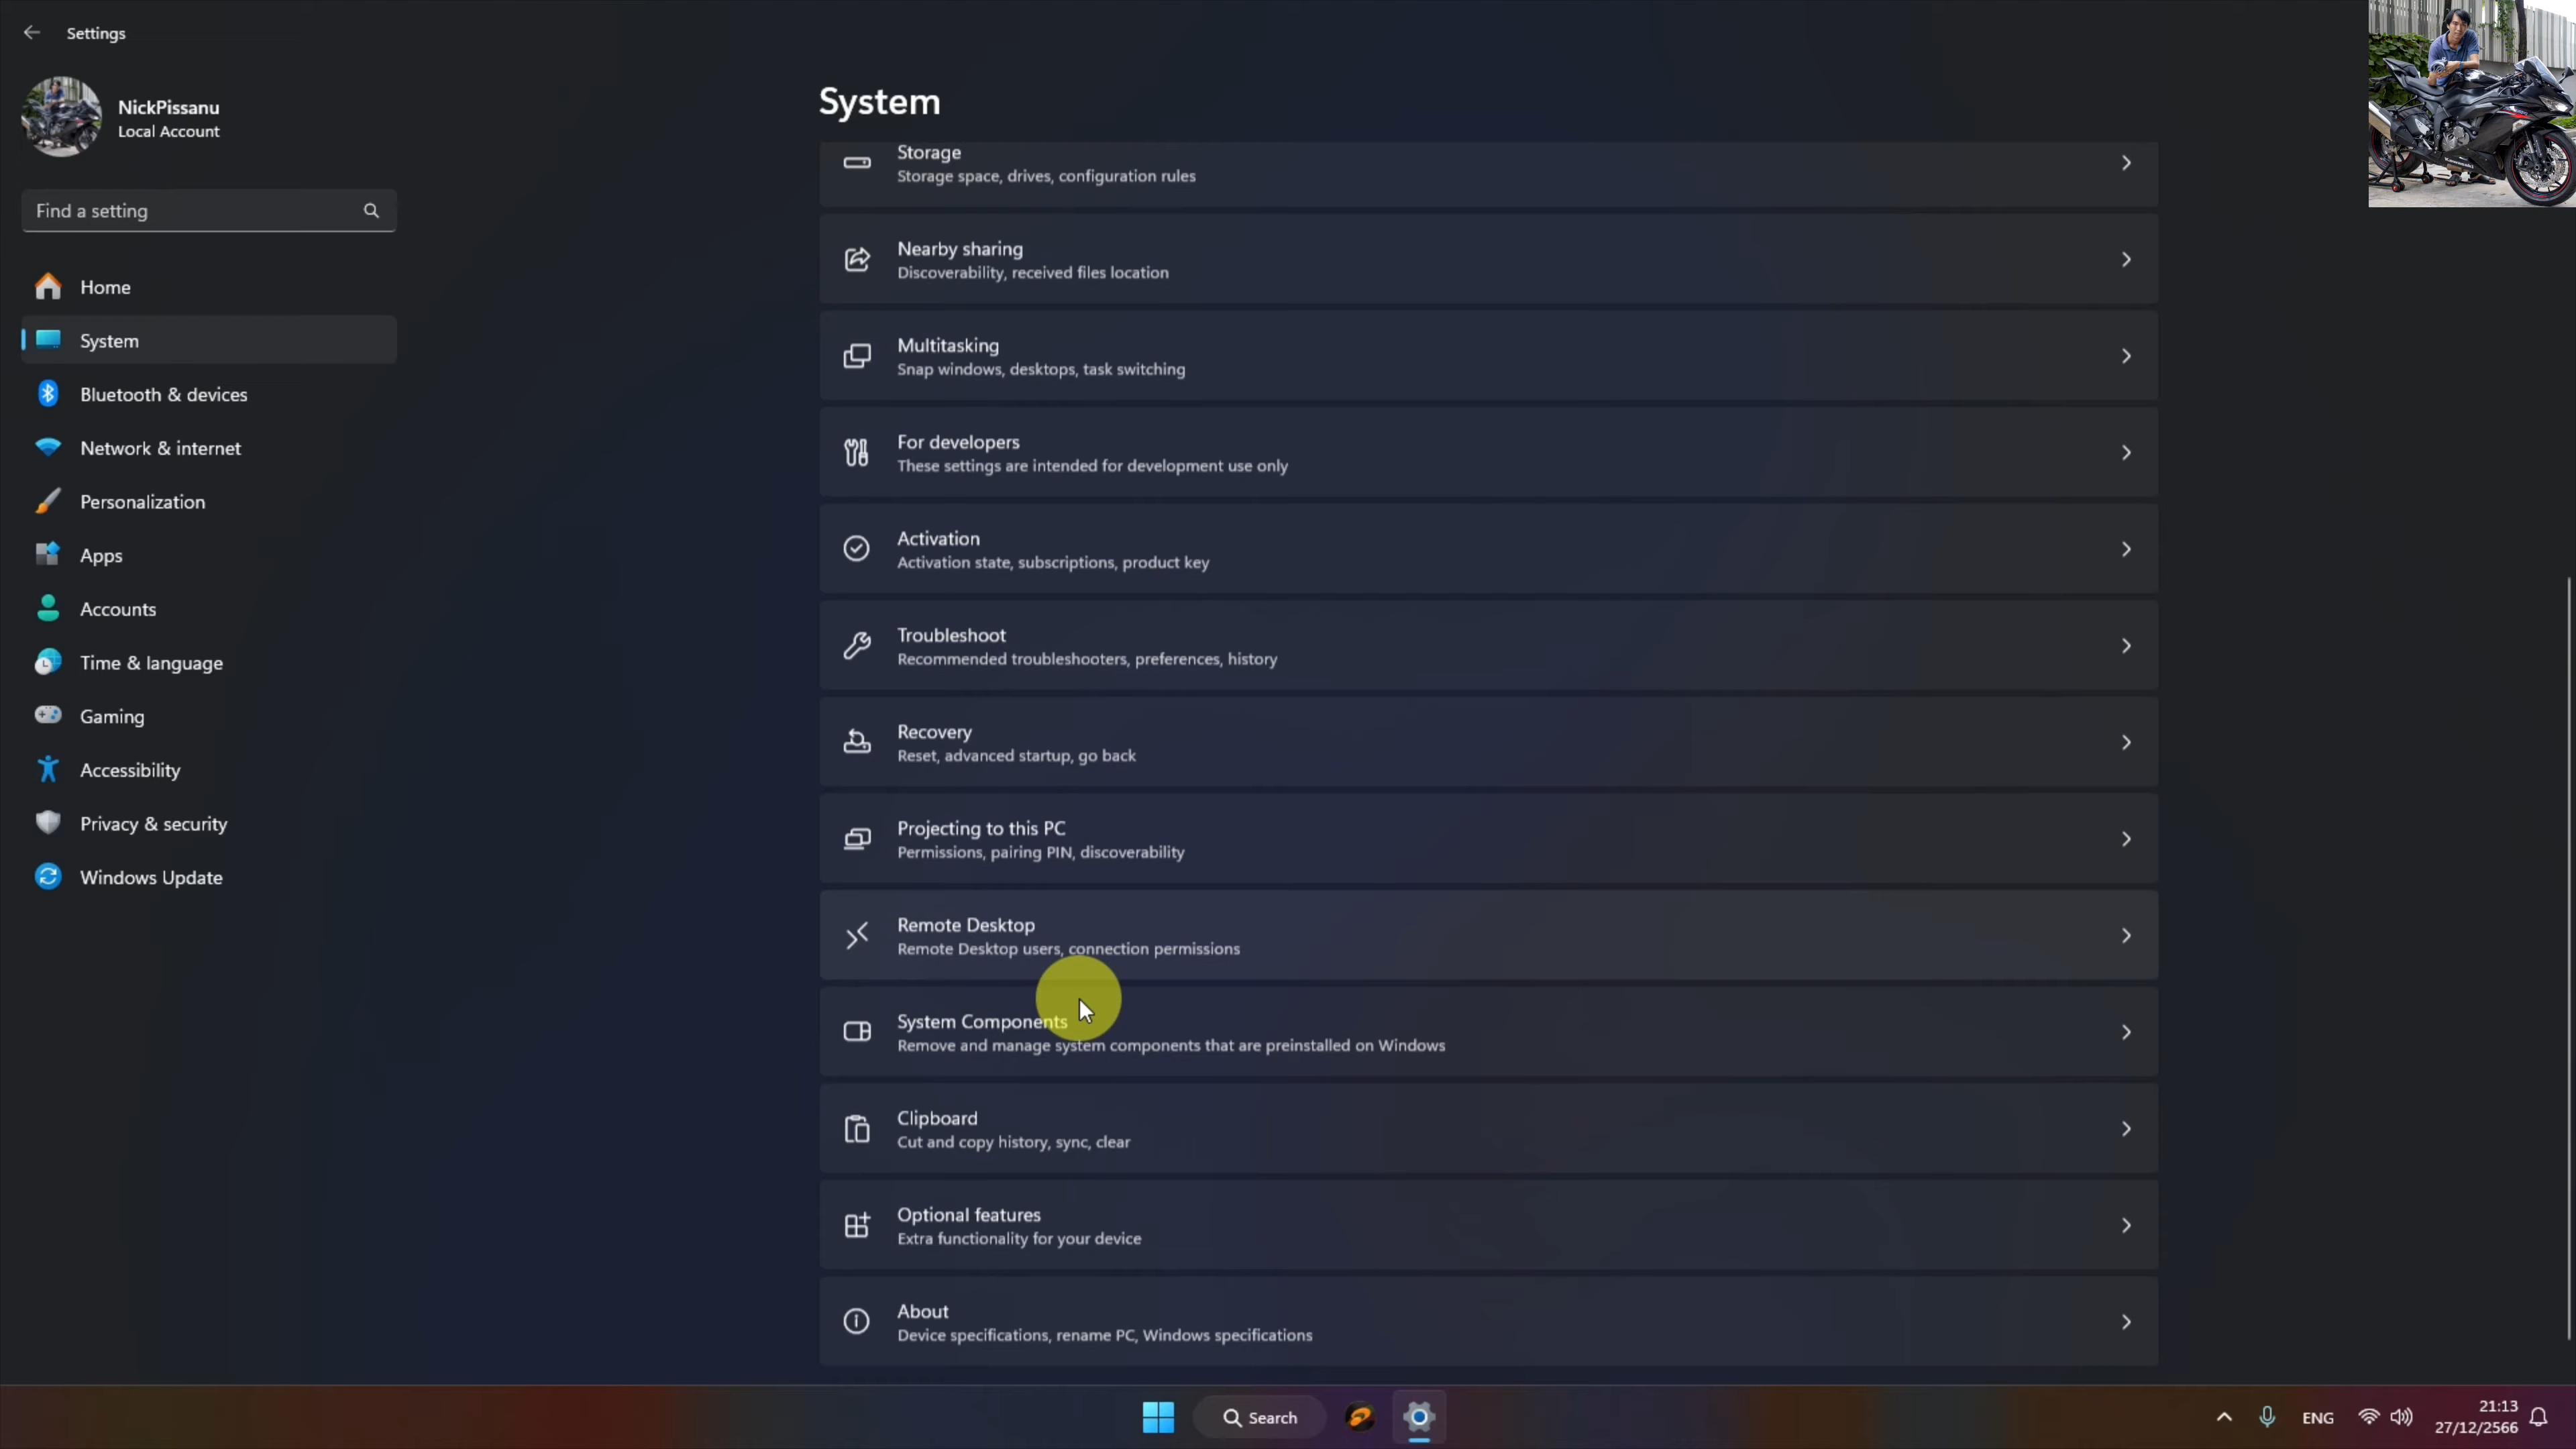 Settings
NickPissanu
Local Account
Find a setting
Home
System
Bluetooth & devices
Network & internet
Personalization
Apps
Accounts
Time & language
Gaming
Accessibility
Privacy & security
Windows Update
System
Storage
Storage space, drives, configuration rules
Nearby sharing
Discoverability, received files location
Multitasking
Snap windows, desktops, task switching
For developers
These settings are intended for development use only
Activation
Activation state, subscriptions, product key
Troubleshoot
Recommended troubleshooters, preferences, history
Recovery
Reset, advanced startup, go back
Projecting to this PC
Permissions, pairing PIN, discoverability
Remote Desktop
Remote Desktop users, connection permissions
System Components
Remove and manage system components that are preinstalled on Windows
Clipboard
Cut and copy history, sync, clear
Optional features
Extra functionality for your device
About
Device specifications, rename PC, Windows specifications
Search
ENG
21:13
27/12/2566